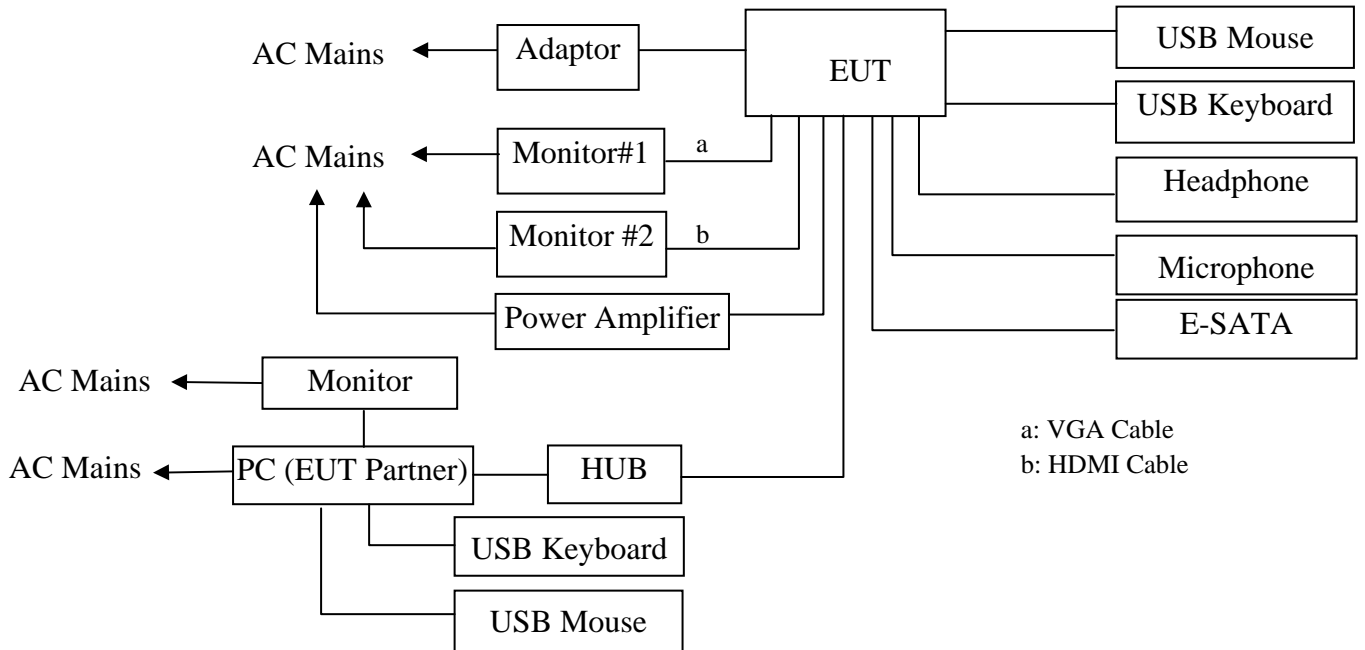 AC Mains
Adaptor
EUT
USB Mouse
USB Keyboard
AC Mains
Monitor#1
a
Headphone
Monitor #2
b
Microphone
Power Amplifier
E-SATA
AC Mains
Monitor
a: VGA Cable
b: HDMI Cable
AC Mains
PC (EUT Partner)
HUB
USB Keyboard
USB Mouse